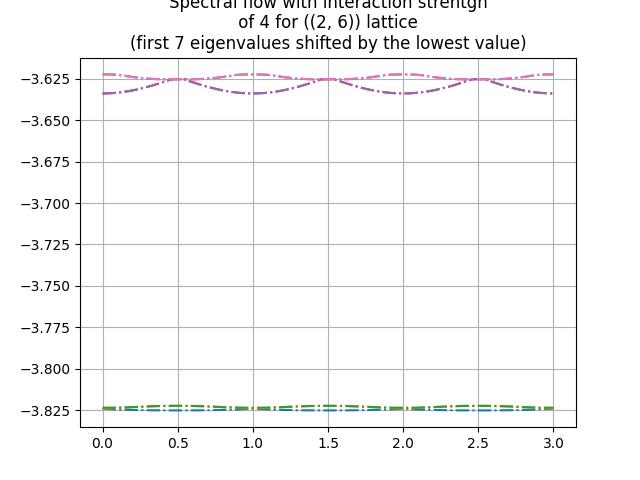 Spectral flow with interaction strentgh
of 4 for ((2, 6)) lattice
(first 7 eigenvalues shifted by the lowest value)
−3.625
−3.650
−3.675
−3.700
−3.725
−3.750
−3.775
−3.800
−3.825
0.0 0.5 1.0 1.5 2.0 2.5 3.0